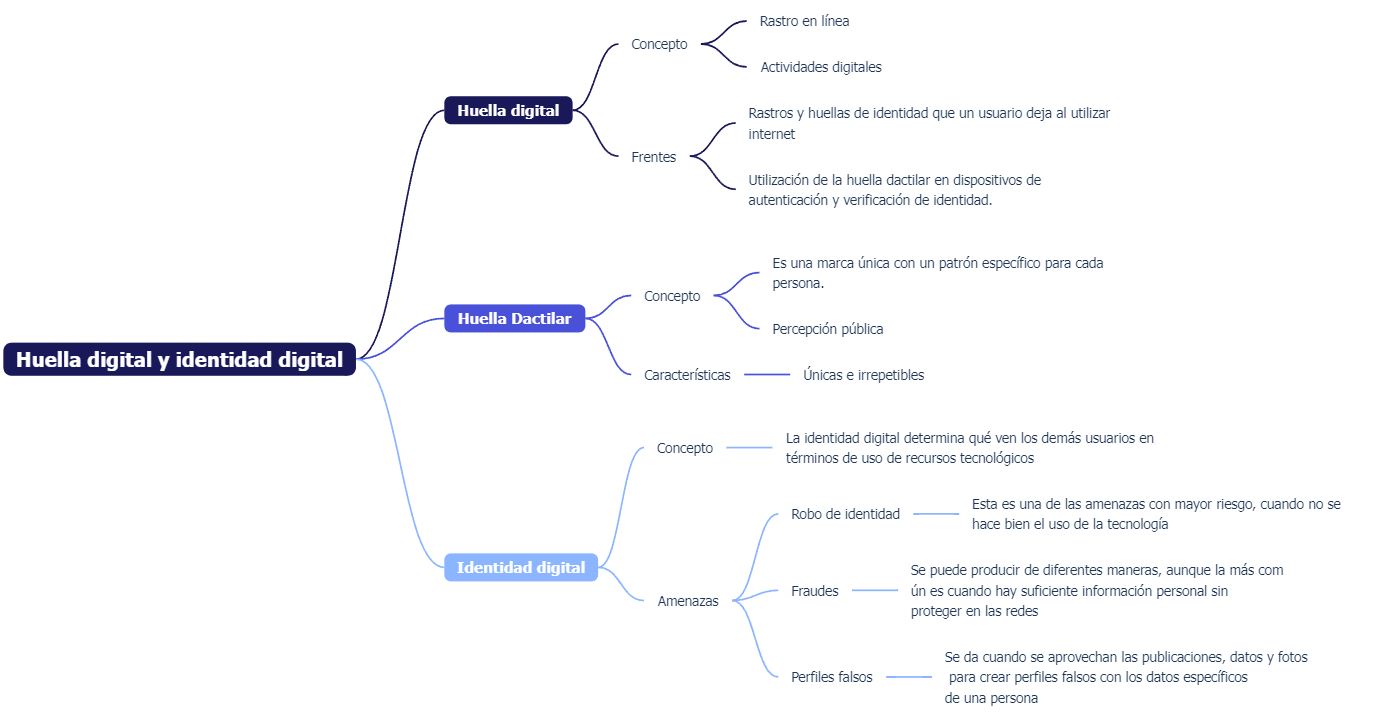 Huella digital y identidad digital
Huella digital
Concepto
Rastro en línea
Actividades digitales
Frentes
Rastros y huellas de identidad que un usuario deja al utilizar
internet
Utilización de la huella dactilar en dispositivos de
autenticación y verificación de identidad.
Huella Dactilar
Concepto
Es una marca única con un patrón específico para cada
persona.
Percepción pública
Características
Únicas e irrepetibles
Identidad digital
Concepto
La identidad digital determina qué ven los demás usuarios en
términos de uso de recursos tecnológicos
Amenazas
Robo de identidad
Esta es una de las amenazas con mayor riesgo, cuando no se
hace bien el uso de la tecnología
Fraudes
Se puede producir de diferentes maneras, aunque la más com
ún es cuando hay suficiente información personal sin
proteger en las redes
Perfiles falsos
Se da cuando se aprovechan las publicaciones, datos y fotos
para crear perfiles falsos con los datos específicos
de una persona